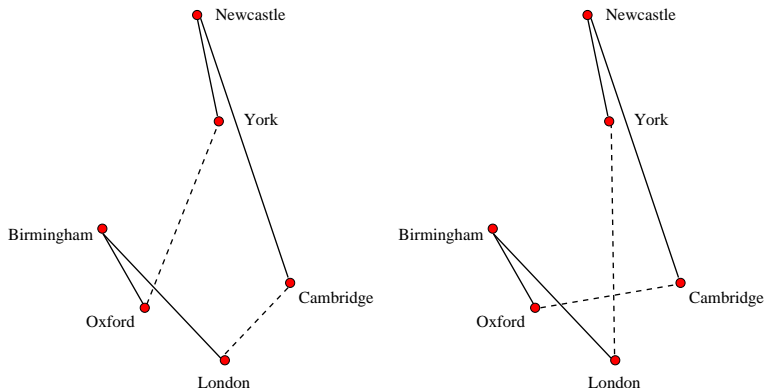 Newcastle
York
Birmingham
Cambridge
Oxford
London
Newcastle
York
Birmingham
Cambridge
Oxford
London